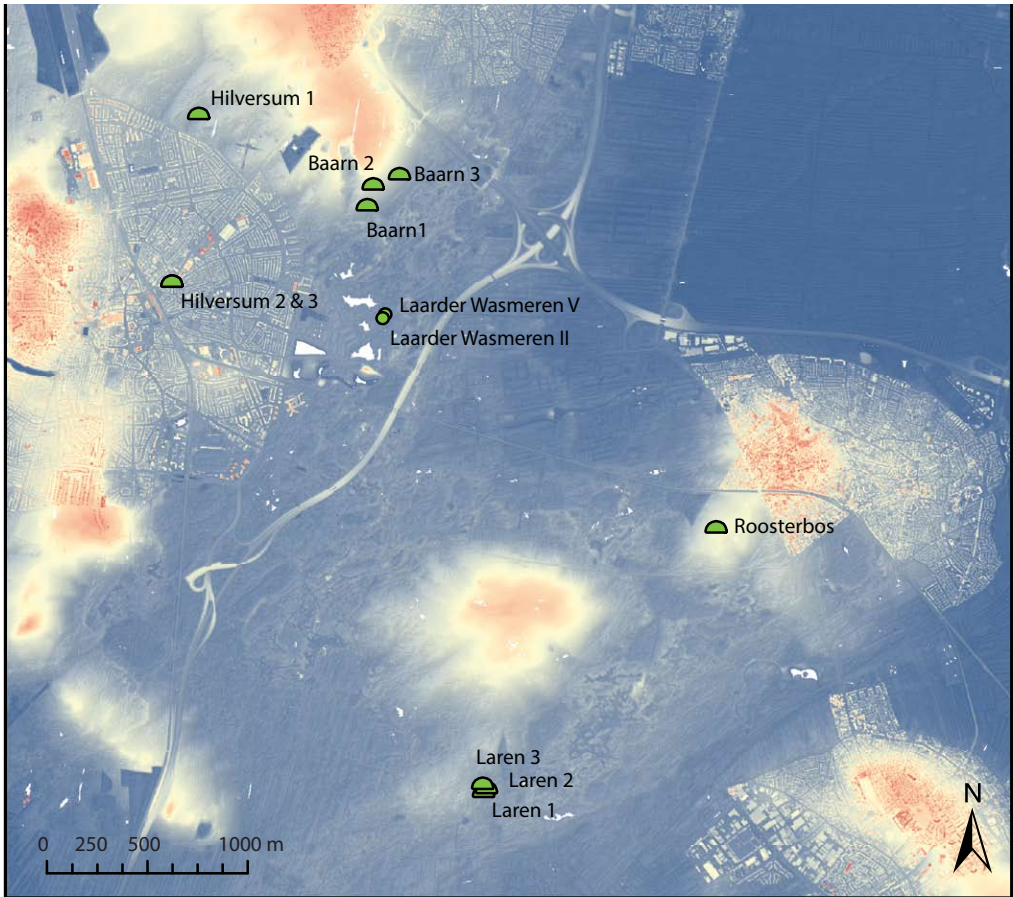 Hilversum 1
Baarn 2
Baarn 3
Baarn1
Hilversum 2 & 3
Laarder Wasmeren V
Laarder Wasmeren II
Roosterbos
Laren 3
Laren 2
Laren 1
N
0 250 500 1000 m